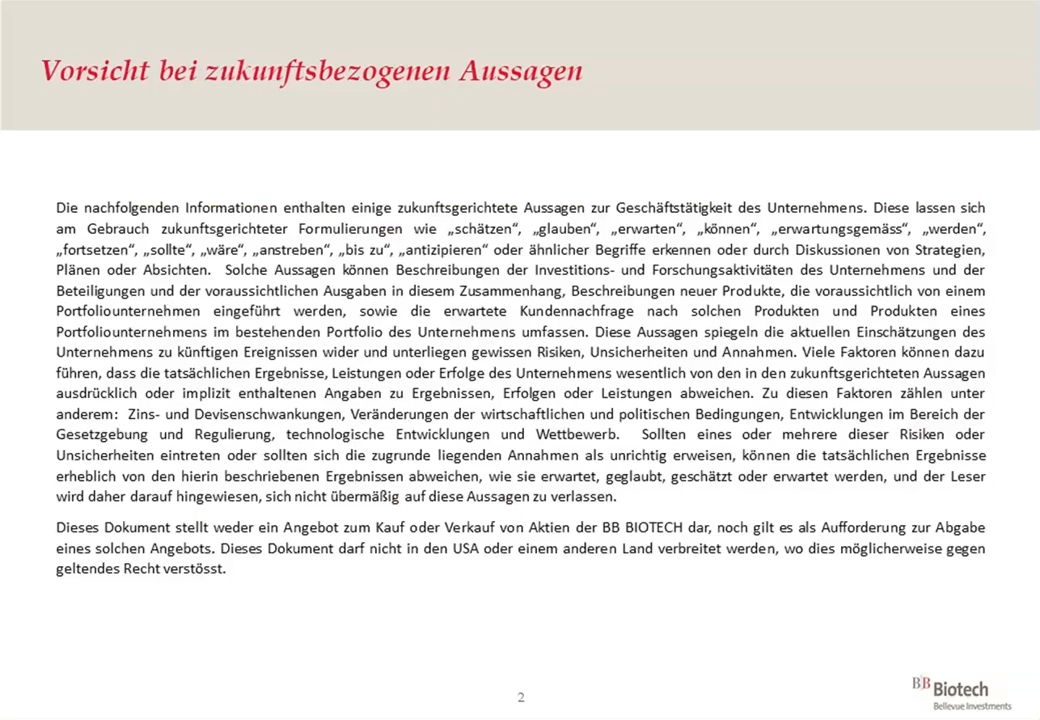 Vorsicht bei zukunftsbezogenen Aussagen
Die nachfolgenden Informationen enthalten einige zukunftsgerichtete Aussagen zur Geschäftstätigkeit des Unternehmens. Diese lassen sich
am Gebrauch zukunftsgerichteter Formulierungen wie „schätzen“, „glauben“, „erwarten“, „können“, „erwartungsgemäss“, „werden“,
„fortsetzen“, „sollte“, „wäre“, „anstreben“, „bis zu“, „antizipieren“ oder ähnlicher Begriffe erkennen oder durch Diskussionen von Strategien,
Plänen oder Absichten.  Solche Aussagen können Beschreibungen der Investitions- und Forschungsaktivitäten des Unternehmens und der
Beteiligungen und der voraussichtlichen Ausgaben in diesem Zusammenhang, Beschreibungen neuer Produkte, die voraussichtlich von einem
Portfoliounternehmen eingeführt werden, sowie die erwartete Kundennachfrage nach solchen Produkten und Produkten eines
Portfoliounternehmens im bestehenden Portfolio des Unternehmens umfassen. Diese Aussagen spiegeln die aktuellen Einschätzungen des
Unternehmens zu künftigen Ereignissen wider und unterliegen gewissen Risiken, Unsicherheiten und Annahmen. Viele Faktoren können dazu
führen, dass die tatsächlichen Ergebnisse, Leistungen oder Erfolge des Unternehmens wesentlich von den in den zukunftsgerichteten Aussagen
ausdrücklich oder implizit enthaltenen Angaben zu Ergebnissen, Erfolgen oder Leistungen abweichen. Zu diesen Faktoren zählen unter
anderem:  Zins- und Devisenschwankungen, Veränderungen der wirtschaftlichen und politischen Bedingungen, Entwicklungen im Bereich der
Gesetzgebung und Regulierung, technologische Entwicklungen und Wettbewerb.  Sollten eines oder mehrere dieser Risiken oder
Unsicherheiten eintreten oder sollten sich die zugrunde liegenden Annahmen als unrichtig erweisen, können die tatsächlichen Ergebnisse
erheblich von den hierin beschriebenen Ergebnissen abweichen, wie sie erwartet, geglaubt, geschätzt oder erwartet werden, und der Leser
wird daher darauf hingewiesen, sich nicht übermäßig auf diese Aussagen zu verlassen.
Dieses Dokument stellt weder ein Angebot zum Kauf oder Verkauf von Aktien der BB BIOTECH dar, noch gilt es als Aufforderung zur Abgabe
eines solchen Angebots. Dieses Dokument darf nicht in den USA oder einem anderen Land verbreitet werden, wo dies möglicherweise gegen
geltendes Recht verstösst.
2
BB Biotech
Bellevue Investments